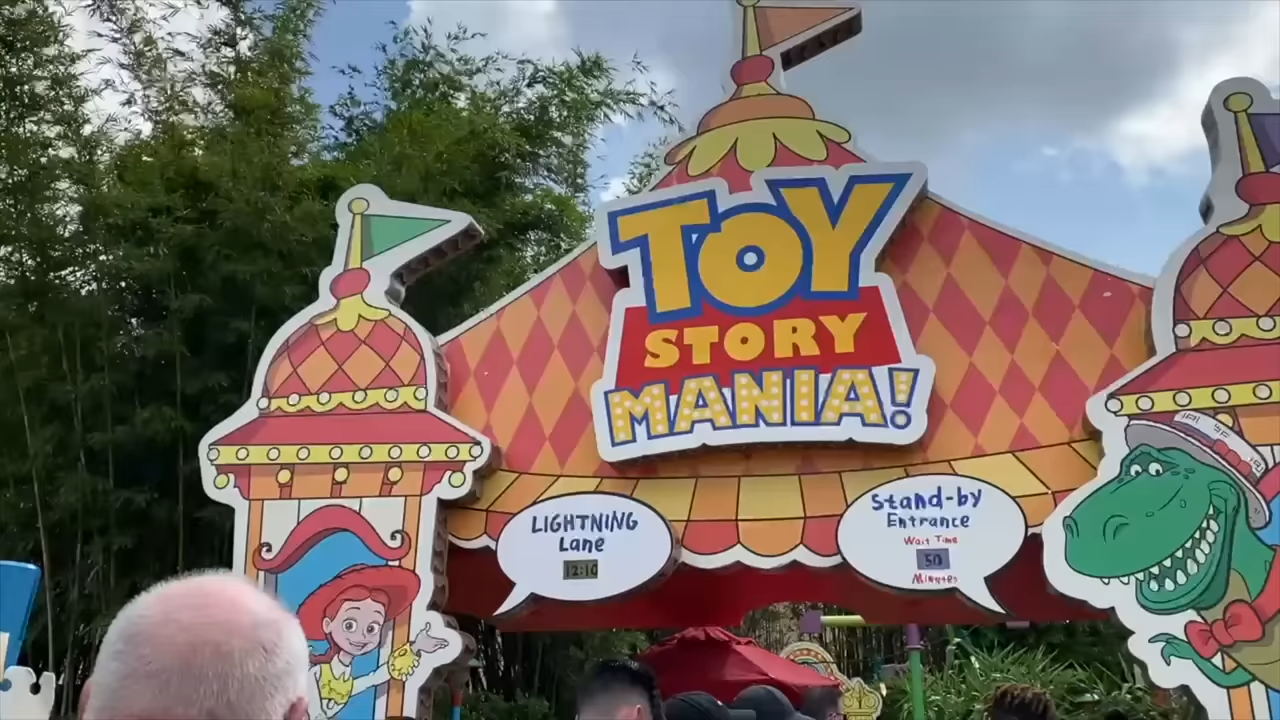 TOY
STORY
MANIA!
LIGHTNING
Lane
12:10
Stand-by
Entrance
Wait Time
50
Minutes